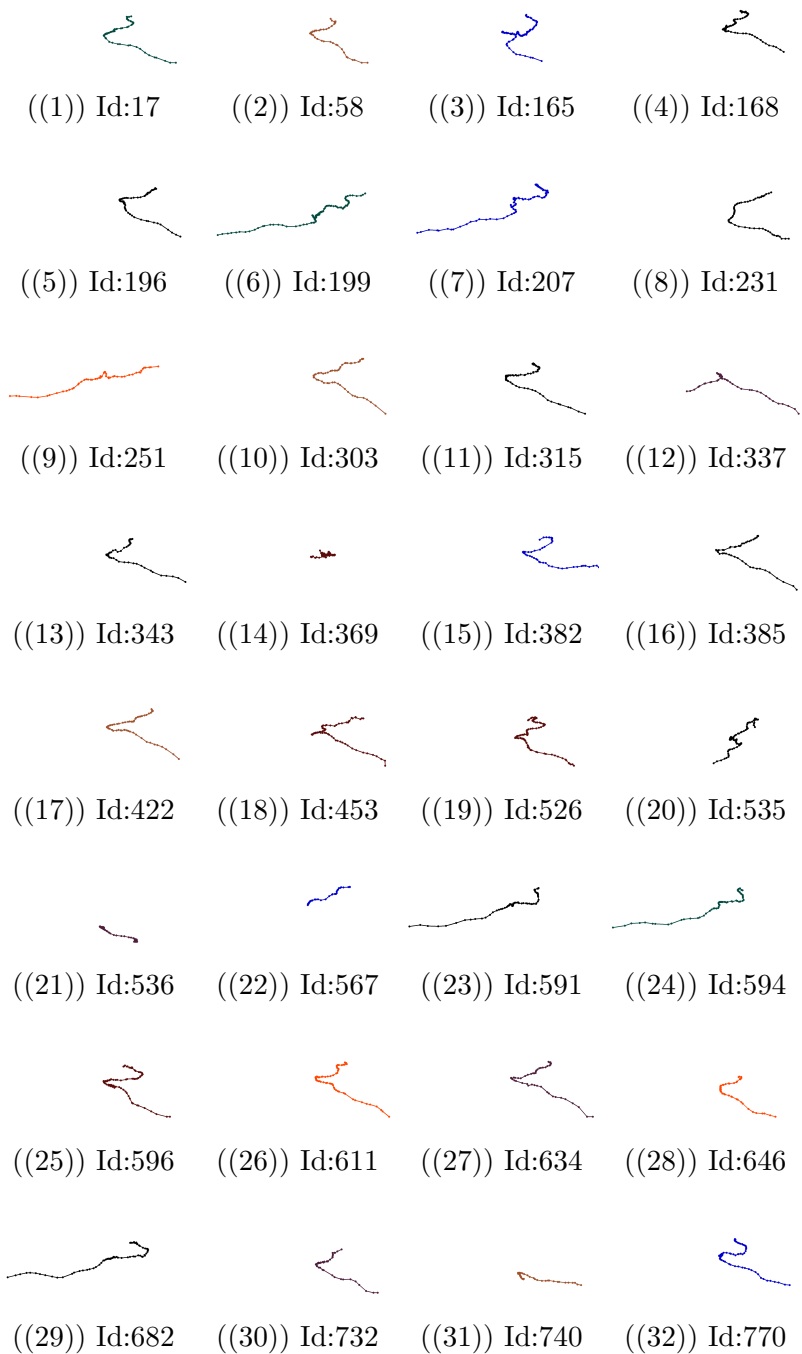 ((1)) Id:17 ((2)) Id:58 ((3)) Id:165 ((4)) Id:168
((5)) Id:196 ((6)) Id:199 ((7)) Id:207 ((8)) Id:231
((9)) Id:251 ((10)) Id:303 ((11)) Id:315 ((12)) Id:337
((13)) Id:343 ((14)) Id:369 ((15)) Id:382 ((16)) Id:385
((17)) Id:422 ((18)) Id:453 ((19)) Id:526 ((20)) Id:535
((21)) Id:536 ((22)) Id:567 ((23)) Id:591 ((24)) Id:594
((25)) Id:596 ((26)) Id:611 ((27)) Id:634 ((28)) Id:646
((29)) Id:682 ((30)) Id:732 ((31)) Id:740 ((32)) Id:770